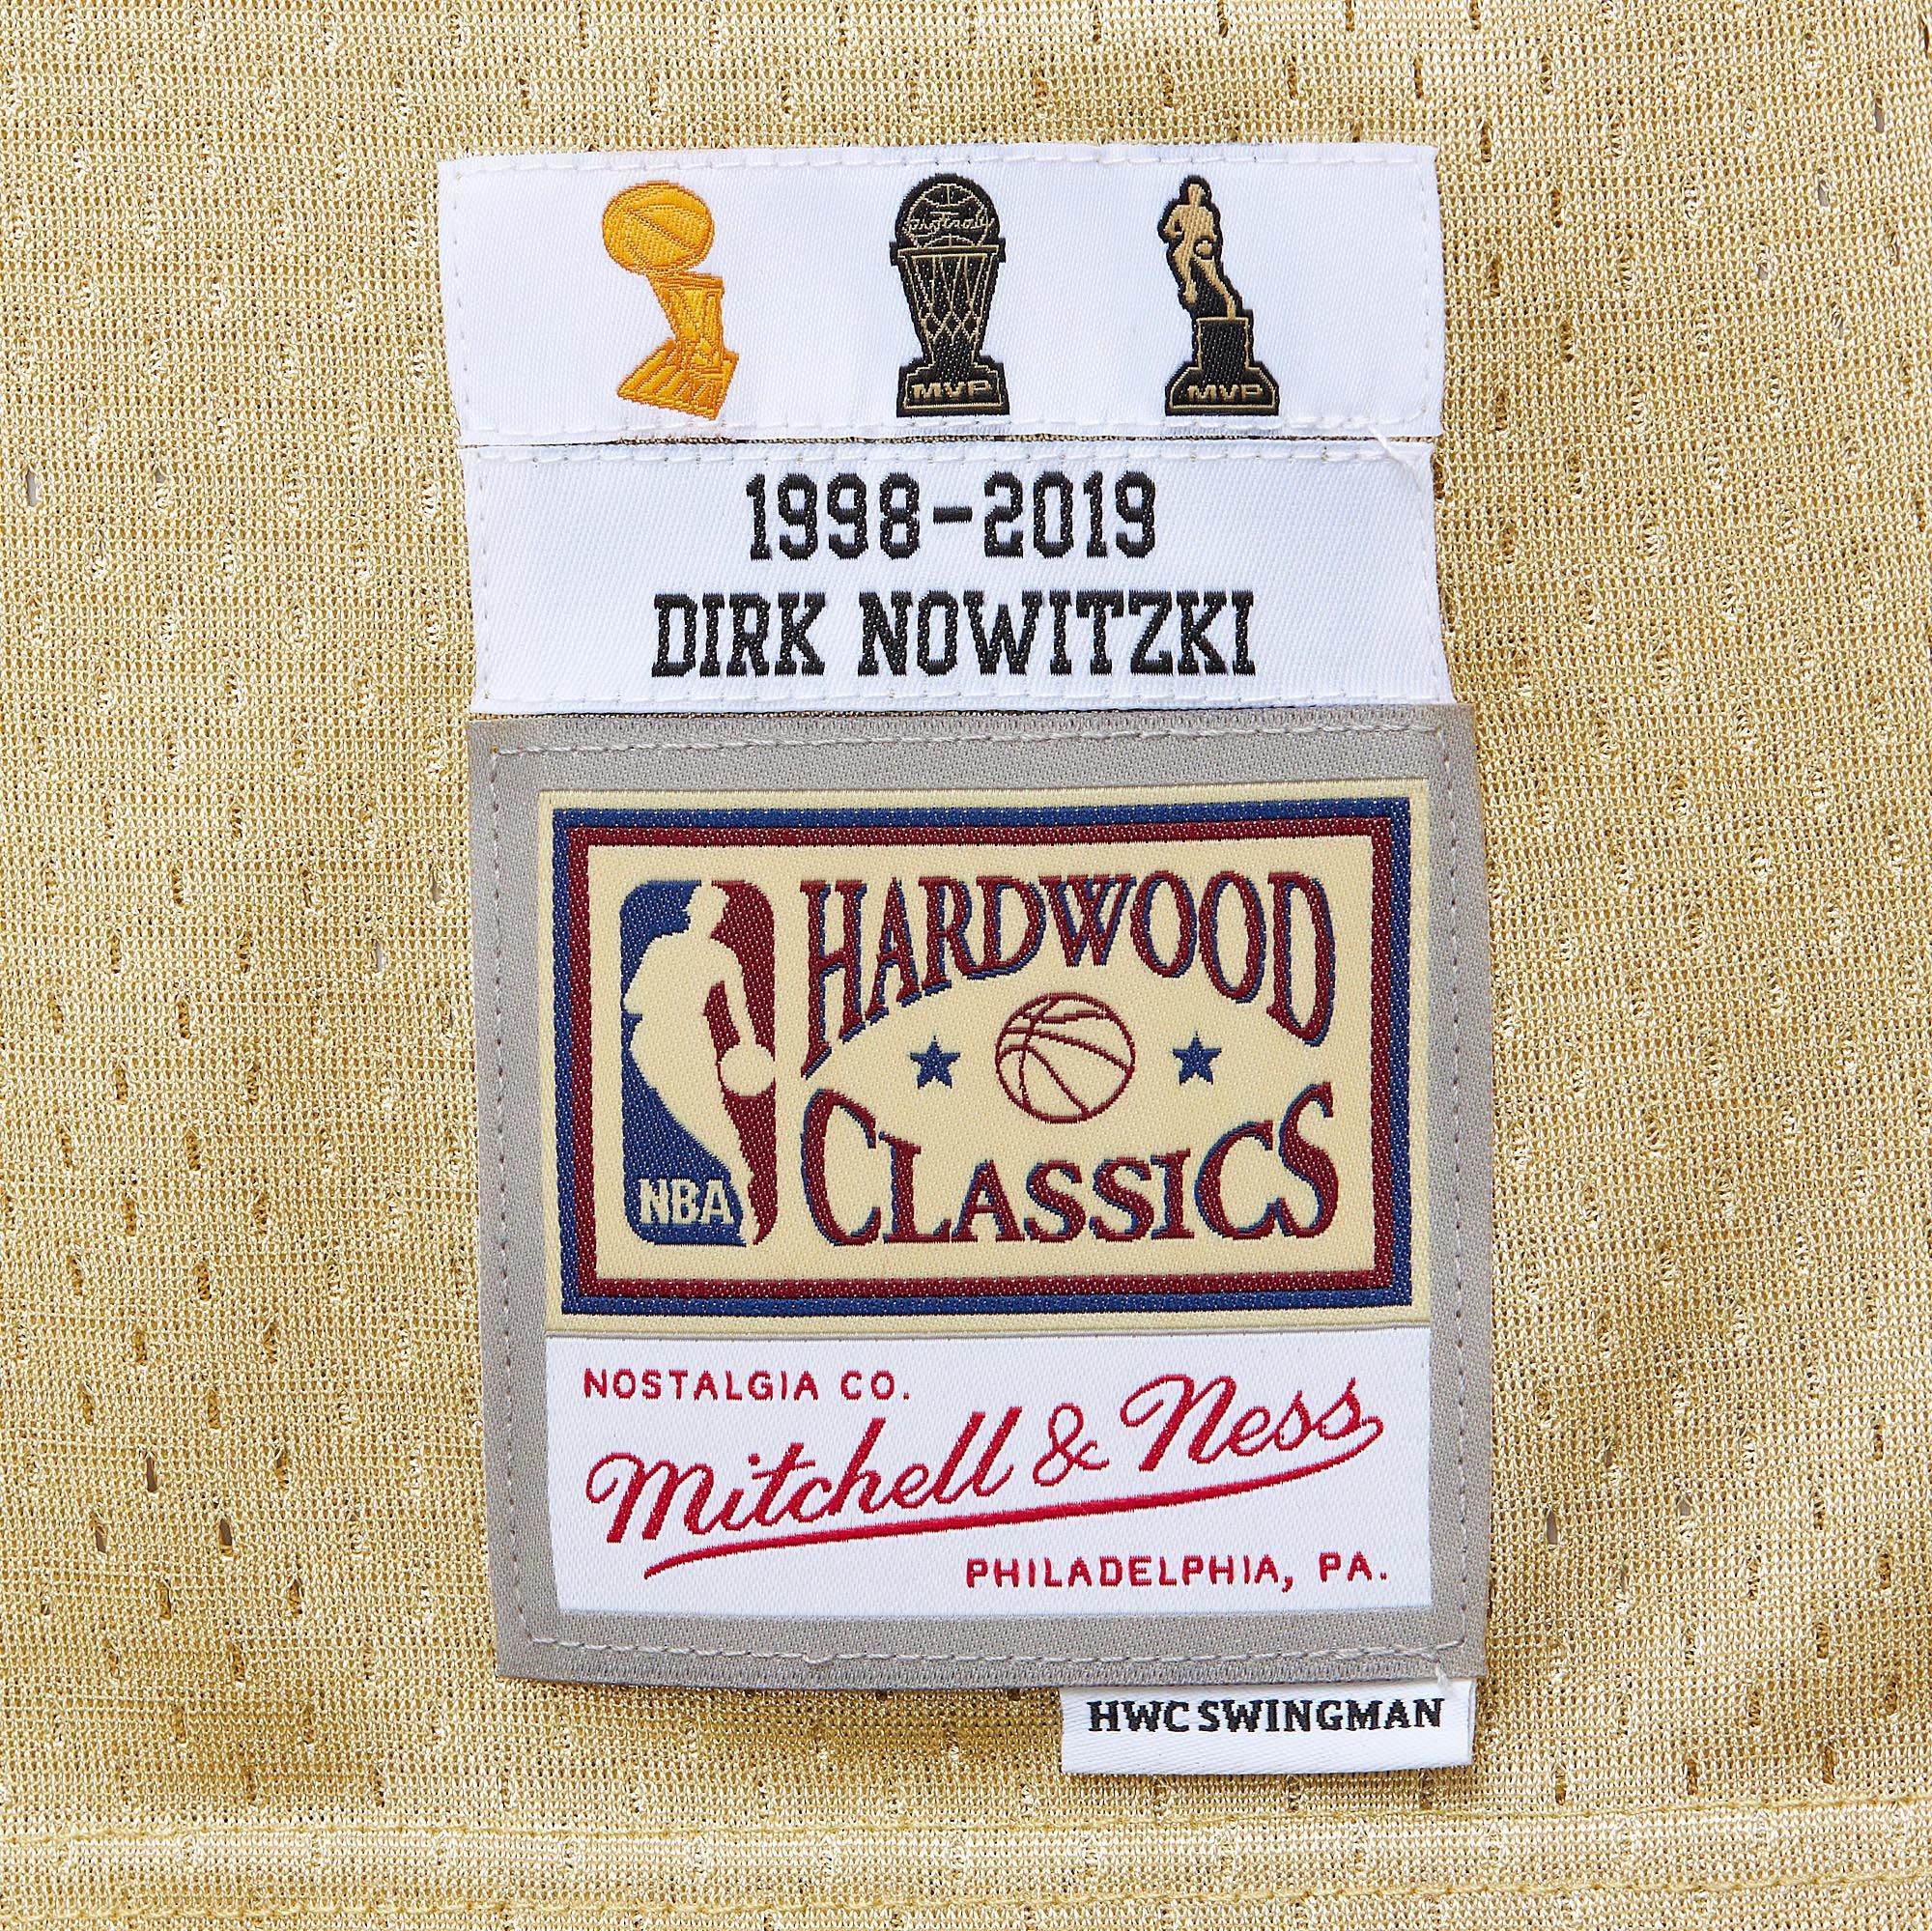 MVP MVP
1998-2019
DIRK NOWITZKI
HARDWOOD
CLASSICS
NBA
NOSTALGIA CO.
Mitchell & Ness
PHILADELPHIA, PA.
HWC SWINGMAN